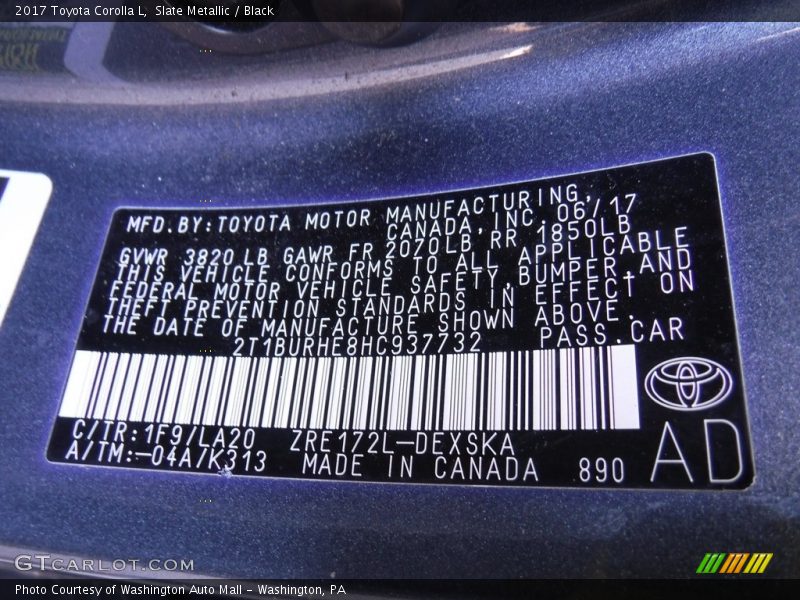 2017 Toyota Corolla L, Slate Metallic / Black
MFD.BY:TOYOTA MOTOR MANUFACTURING,
CANADA,INC.06/17
GVWR 3820 LB GAWR FR 2070LB RR 1850LB
THIS VEHICLE CONFORMS TO ALL APPLICABLE
FEDERAL MOTOR VEHICLE SAFETY,BUMPER,AND
THEFT PREVENTION STANDARDS IN EFFECT ON
THE DATE OF MANUFACTURE SHOWN ABOVE.
2T1BURHE8HC937732 PASS.CAR
C/TR:1F9/LA20 ZRE172L-DEXSKA
A/TM:-04A/K313 MADE IN CANADA 890
AD
GTCARLOT.COM
Photo Courtesy of Washington Auto Mall - Washington, PA